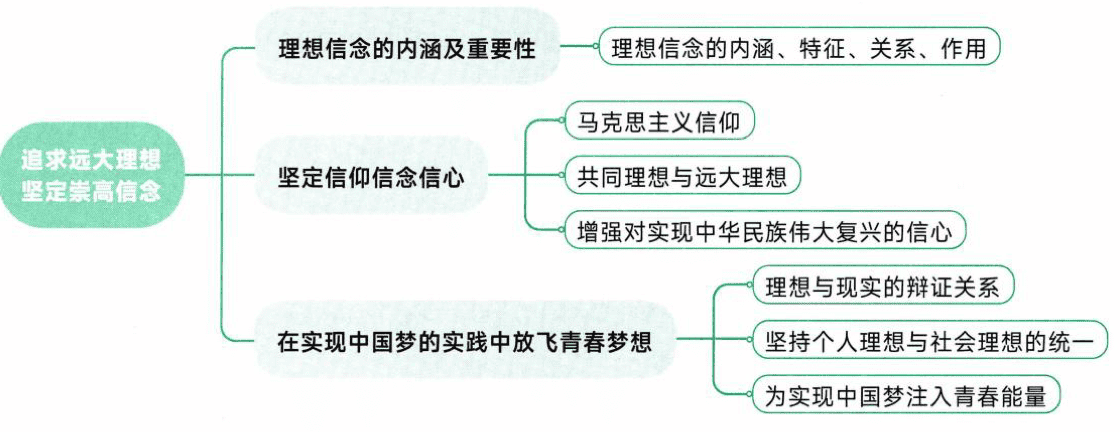 追求远大理想
坚定崇高信念
理想信念的内涵及重要性
理想信念的内涵、特征、关系、作用
坚定信仰信念信心
马克思主义信仰
共同理想与远大理想
增强对实现中华民族伟大复兴的信心
在实现中国梦的实践中放飞青春梦想
理想与现实的辩证关系
坚持个人理想与社会理想的统一
为实现中国梦注入青春能量